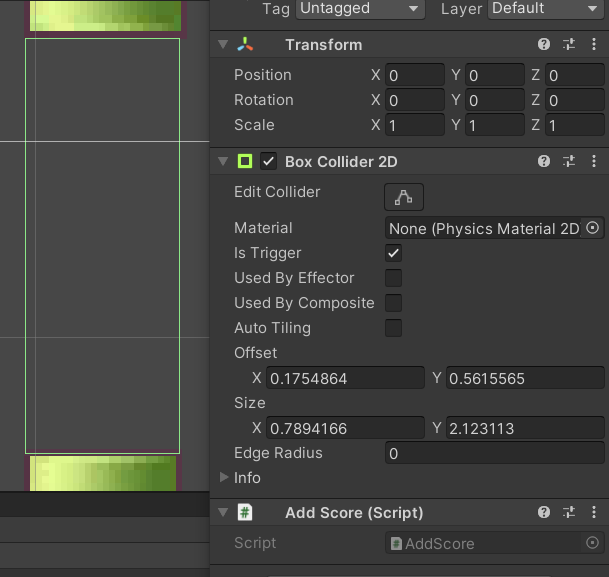 Tag Untagged Layer Default
Transform
Position X 0 Y 0 Z 0
Rotation X 0 Y 0 Z 0
Scale X 1 Y 1 Z 1
Box Collider 2D
Edit Collider
Material None (Physics Material 2D
Is Trigger
Used By Effector
Used By Composite
Auto Tiling
Offset
X 0.1754864 Y 0.5615565
Size
X 0.7894166 Y 2.123113
Edge Radius 0
Info
# Add Score (Script)
Script # AddScore